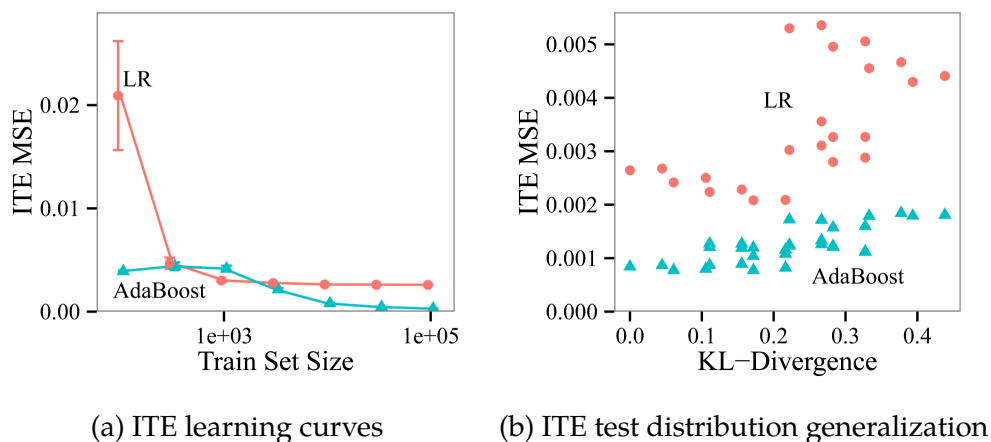 ITE MSE
0.02
0.01
0.00
LR
AdaBoost
1e+03
1e+05
Train Set Size
(a) ITE learning curves
ITE MSE
0.005
0.004
0.003
0.002
0.001
0.000
LR
AdaBoost
0.0
0.1
0.2
0.3
0.4
KL−Divergence
(b) ITE test distribution generalization